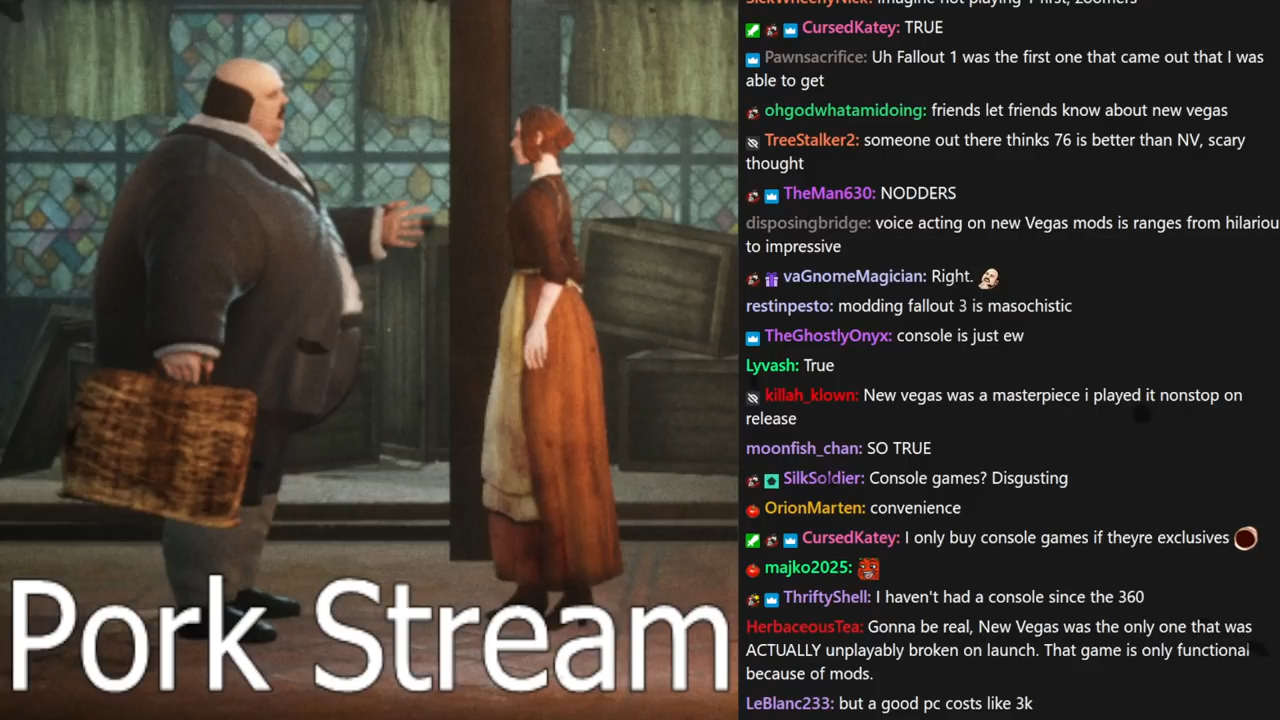 SickWheenyNick: imagine not playing 1 first, zoomers
CursedKatey: TRUE
Pawnsacrifice: Uh Fallout 1 was the first one that came out that I was
able to get
ohgodwhatamidoing: friends let friends know about new vegas
TreeStalker2: someone out there thinks 76 is better than NV, scary
thought
TheMan630: NODDERS
disposingbridge: voice acting on new Vegas mods is ranges from hilariou
to impressive
vaGnomeMagician: Right.
restinpesto: modding fallout 3 is masochistic
TheGhostlyOnyx: console is just ew
Lyvash: True
killah_klown: New vegas was a masterpiece i played it nonstop on
release
moonfish_chan: SO TRUE
SilkSoldier: Console games? Disgusting
OrionMarten: convenience
CursedKatey: I only buy console games if theyre exclusives
majko2025:
ThriftyShell: I haven't had a console since the 360
HerbaceousTea: Gonna be real, New Vegas was the only one that was
ACTUALLY unplayably broken on launch. That game is only functional
because of mods.
LeBlanc233: but a good pc costs like 3k
Pork Stream